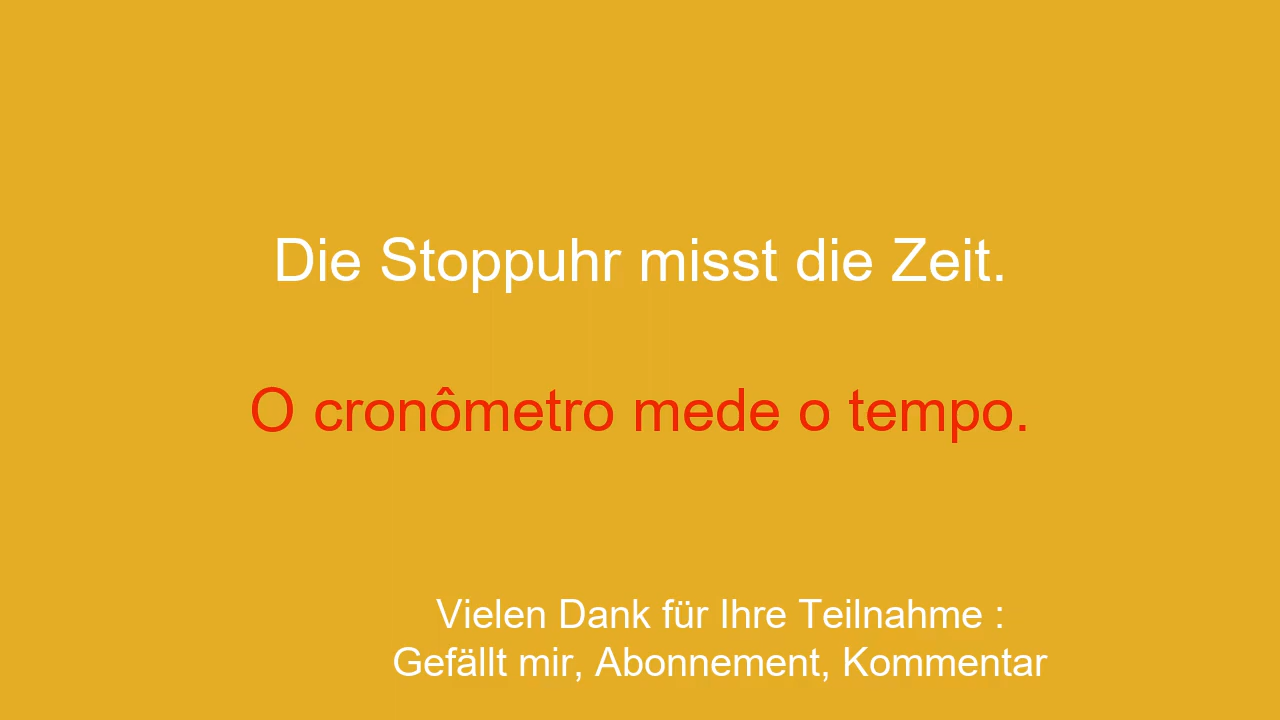 Die Stoppuhr misst die Zeit.
O cronômetro mede o tempo.
Vielen Dank für Ihre Teilnahme :
Gefällt mir, Abonnement, Kommentar